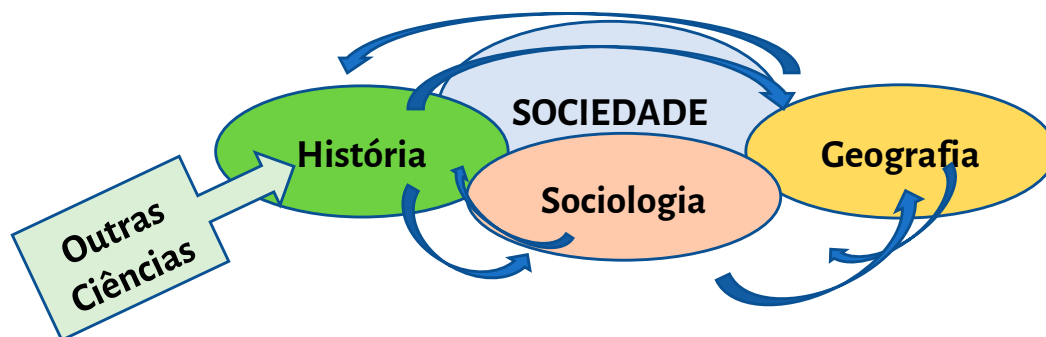 SOCIEDADE
História
Geografia
Sociologia
Outras
Ciências